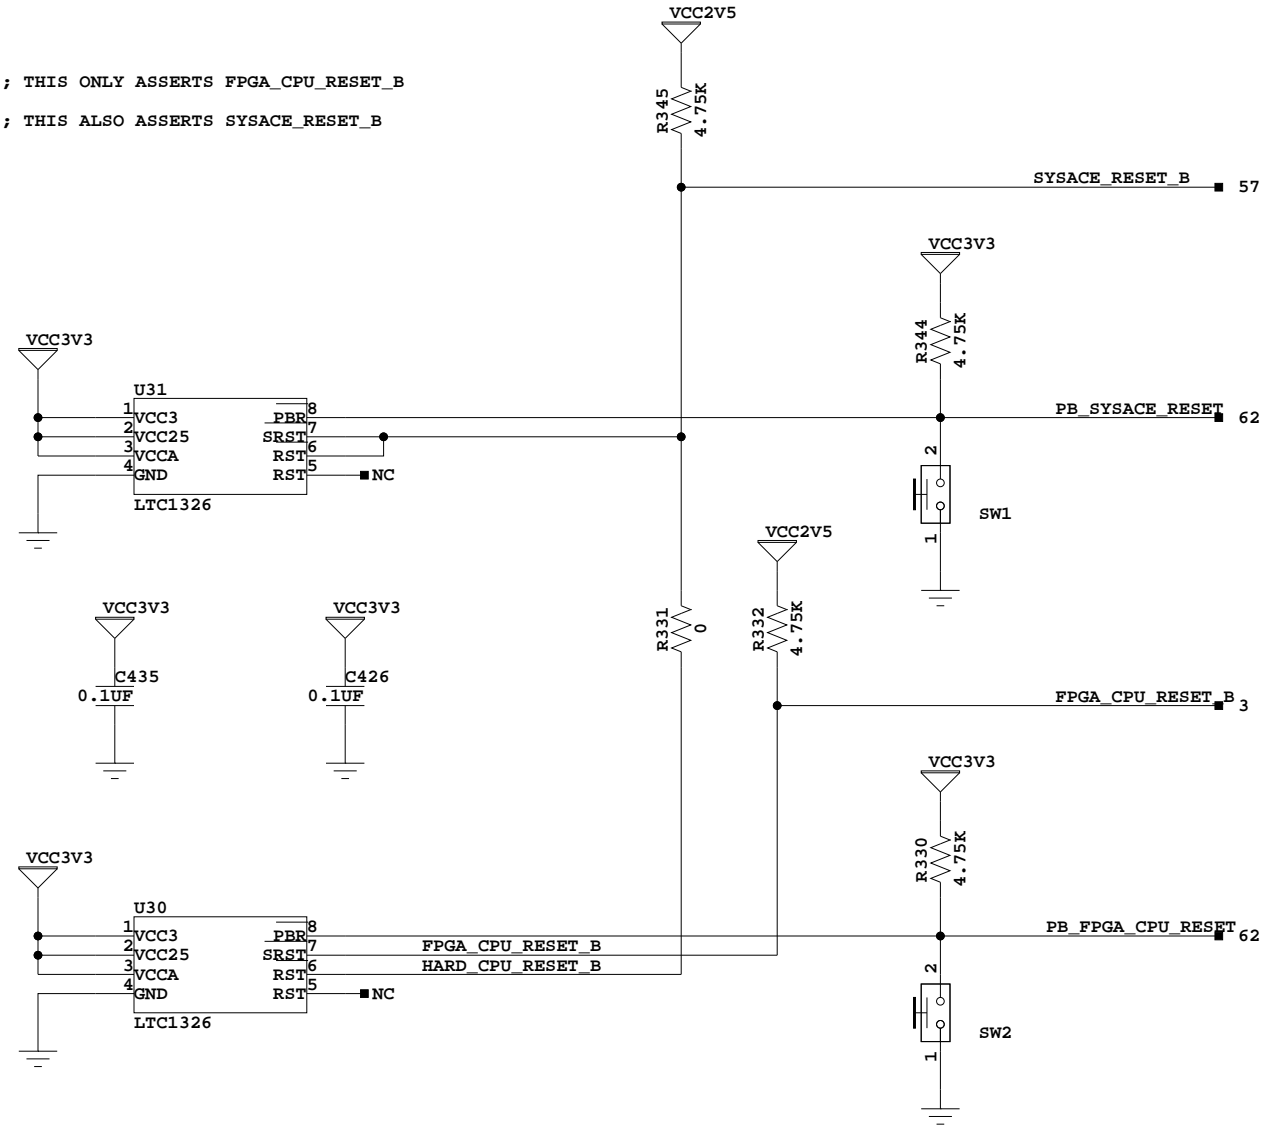 VCC2V5
; THIS ONLY ASSERTS FPGA_CPU_RESET_B
R345
4.75K
; THIS ALSO ASSERTS SYSACE_RESET_B
SYSACE_RESET_B
57
VCC3V3
R344
4.75K
VCC3V3
U31
1 VCC3 PBR 8
2 VCC25 SRST 7
3 VCCA RST 6
4 GND RST 5 NC
LTC1326
PB_SYSACE_RESET
62
2
1
SW1
VCC2V5
VCC3V3
VCC3V3
R331
0
R332
4.75K
C435
0.1UF
C426
0.1UF
FPGA_CPU_RESET_B
3
VCC3V3
R330
4.75K
VCC3V3
U30
1 VCC3 PBR 8
2 VCC25 SRST 7 FPGA_CPU_RESET_B
3 VCCA RST 6 HARD_CPU_RESET_B
4 GND RST 5 NC
LTC1326
PB_FPGA_CPU_RESET
62
2
1
SW2